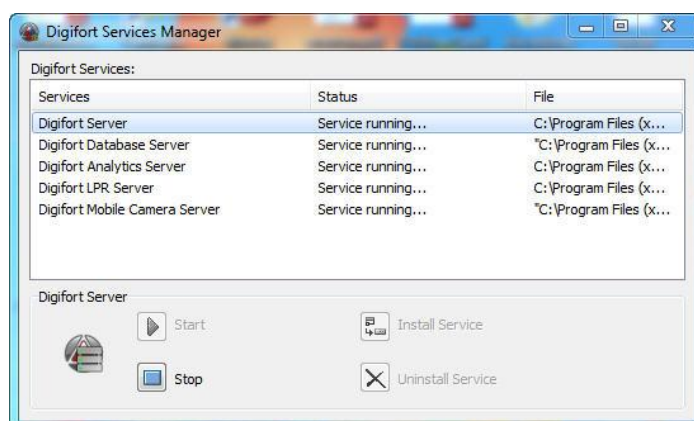 Digifort Services Manager
Digifort Services:
Services Status File
Digifort Server Service running... C:\Program Files (x...
Digifort Database Server Service running... "C:\Program Files (x...
Digifort Analytics Server Service running... C:\Program Files (x...
Digifort LPR Server Service running... C:\Program Files (x...
Digifort Mobile Camera Server Service running... "C:\Program Files (x...
Digifort Server
Start Install Service
Stop Uninstall Service